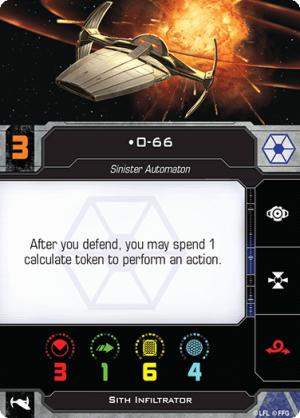 3
•O-66
Sinister Automaton
After you defend, you may spend 1
calculate token to perform an action.
3 1 6 4
Sith Infiltrator
©LFL ©FFG